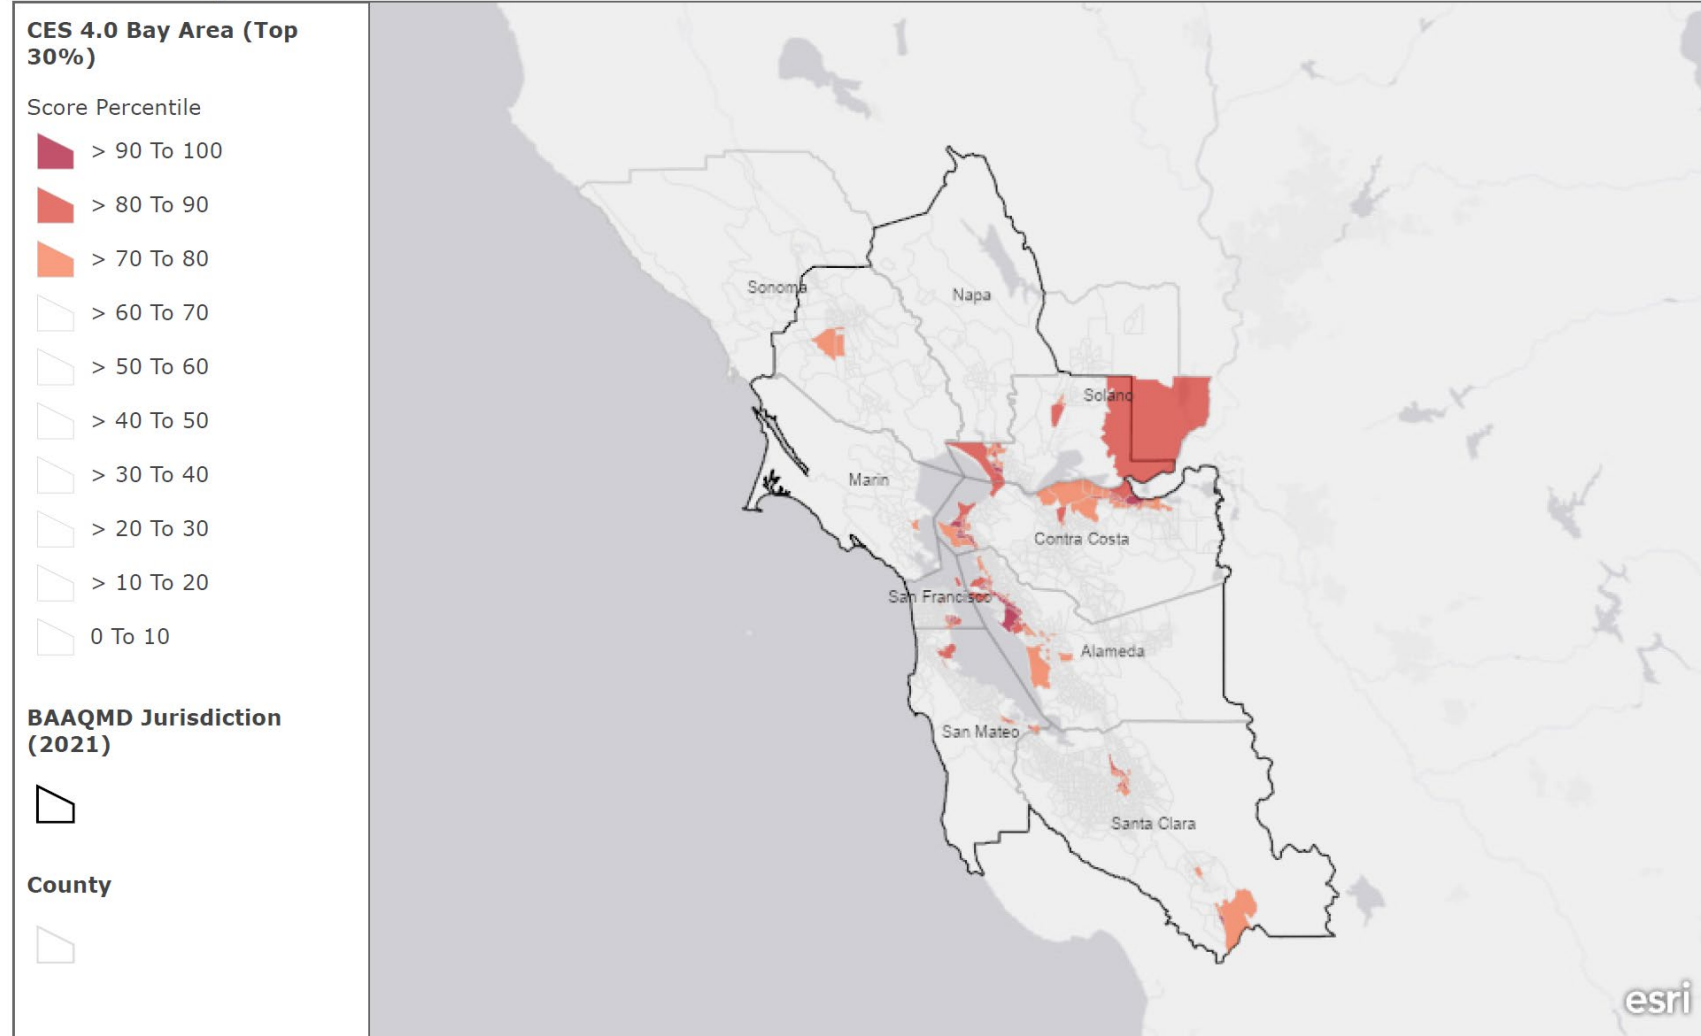 CES 4.0 Bay Area (Top
30%)
Score Percentile
> 90 To 100
> 80 To 90
> 70 To 80
> 60 To 70
> 50 To 60
> 40 To 50
> 30 To 40
> 20 To 30
> 10 To 20
0 To 10
BAAQMD Jurisdiction
(2021)
County
Sonoma
Napa
Solano
Marin
Contra Costa
San Francisco
Alameda
San Mateo
Santa Clara
esri